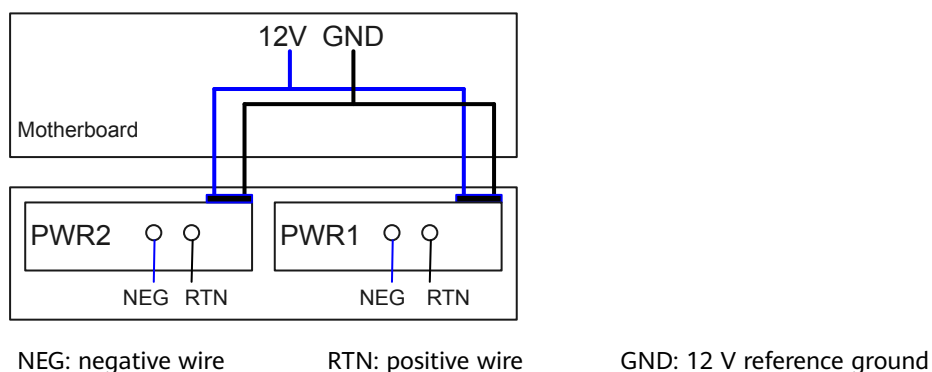 12V GND
Motherboard
PWR2 PWR1
NEG RTN NEG RTN
NEG: negative wire RTN: positive wire GND: 12 V reference ground